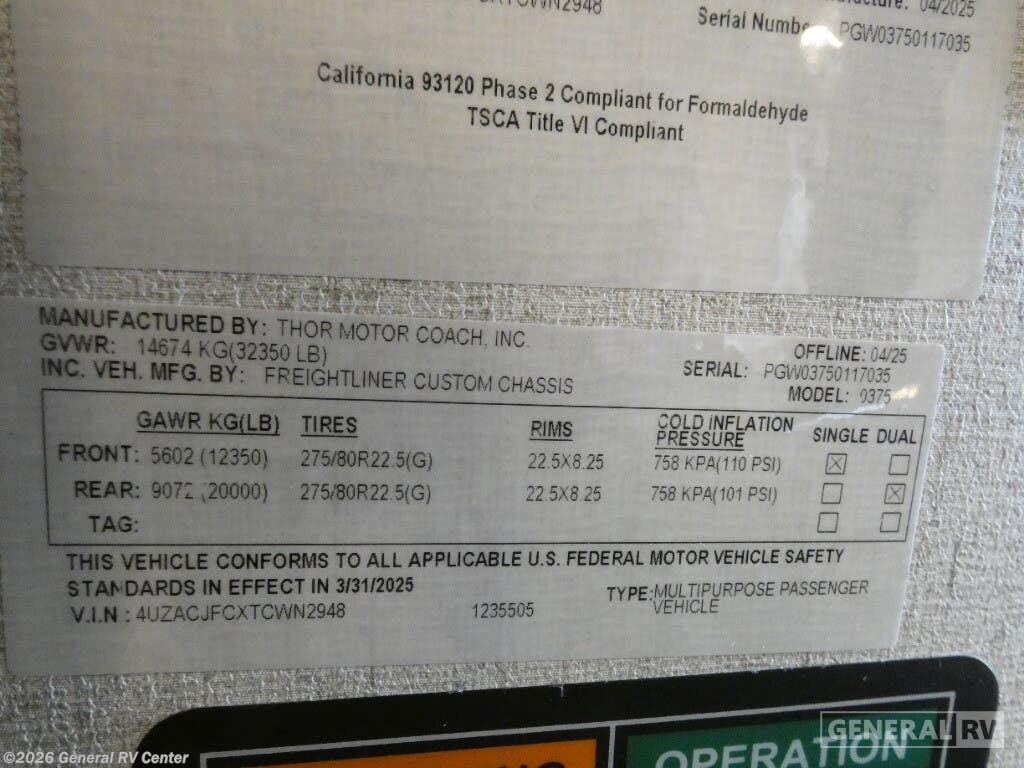 04/2025
Serial Number: PGW03750117035
California 93120 Phase 2 Compliant for Formaldehyde
TSCA Title VI Compliant
MANUFACTURED BY: THOR MOTOR COACH, INC.
GVWR: 14674 KG(32350 LB)
OFFLINE: 04/25
INC. VEH. MFG. BY: FREIGHTLINER CUSTOM CHASSIS
SERIAL: PGW03750117035
MODEL: 0375
GAWR KG(LB) TIRES RIMS COLD INFLATION PRESSURE SINGLE DUAL
FRONT: 5602 (12350) 275/80R22.5(G) 22.5X8.25 758 KPA(110 PSI) ☒ ☐
REAR: 9072 (20000) 275/80R22.5(G) 22.5X8.25 758 KPA(101 PSI) ☐ ☒
TAG: ☐ ☐
THIS VEHICLE CONFORMS TO ALL APPLICABLE U.S. FEDERAL MOTOR VEHICLE SAFETY
STANDARDS IN EFFECT IN 3/31/2025
TYPE: MULTIPURPOSE PASSENGER
VEHICLE
V.I.N : 4UZACJFCXTCWN2948 1235505
OPERATION
GENERAL RV
©2026 General RV Center